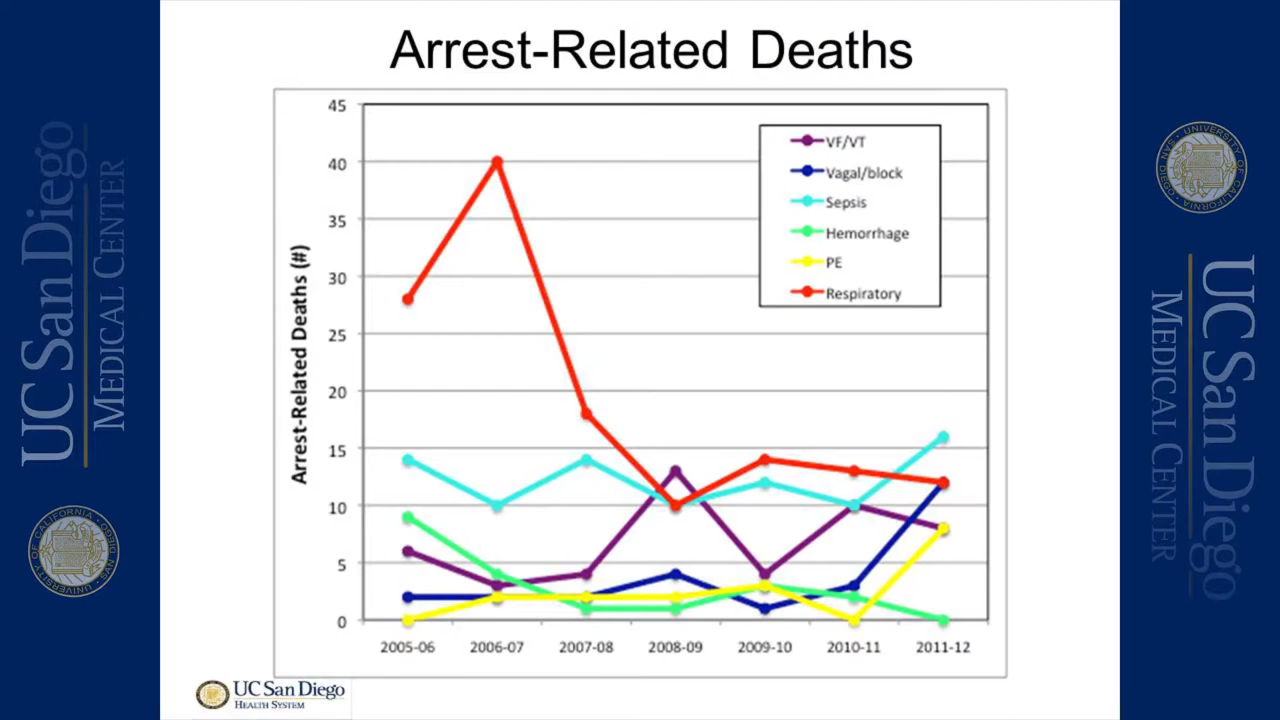 Arrest-Related Deaths
45
40
35
30
25
20
15
10
5
0
Arrest-Related Deaths (#)
VF/VT
Vagal/block
Sepsis
Hemorrhage
PE
Respiratory
2005-06
2006-07
2007-08
2008-09
2009-10
2010-11
2011-12
UC San Diego
HEALTH SYSTEM
UC San Diego
MEDICAL CENTER
UC San Diego
MEDICAL CENTER